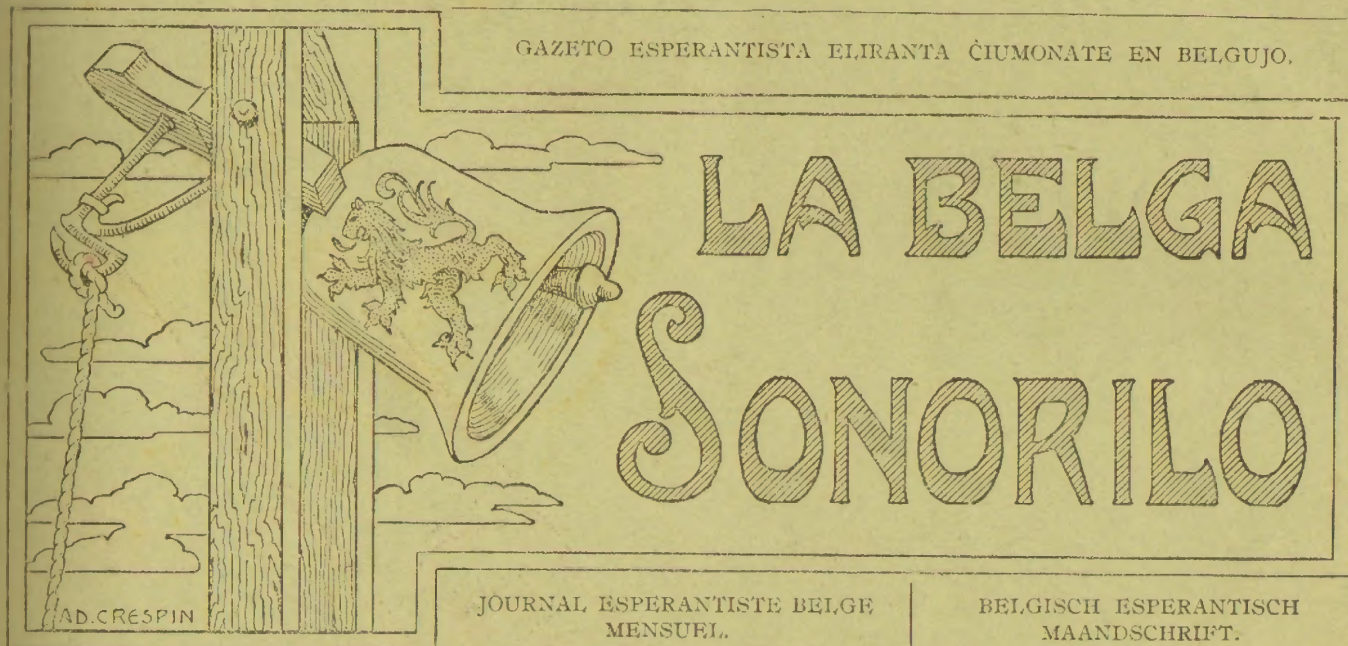 GAZETO ESPERANTISTA ELIRANTA ĈIUMONATE EN BELGUJO.
LA BELGA
SONORILO
AD. CRESPIN
JOURNAL ESPERANTISTE BELGE
MENSUEL.
BELGISCH ESPERANTISCH
MAANDSCHRIFT.